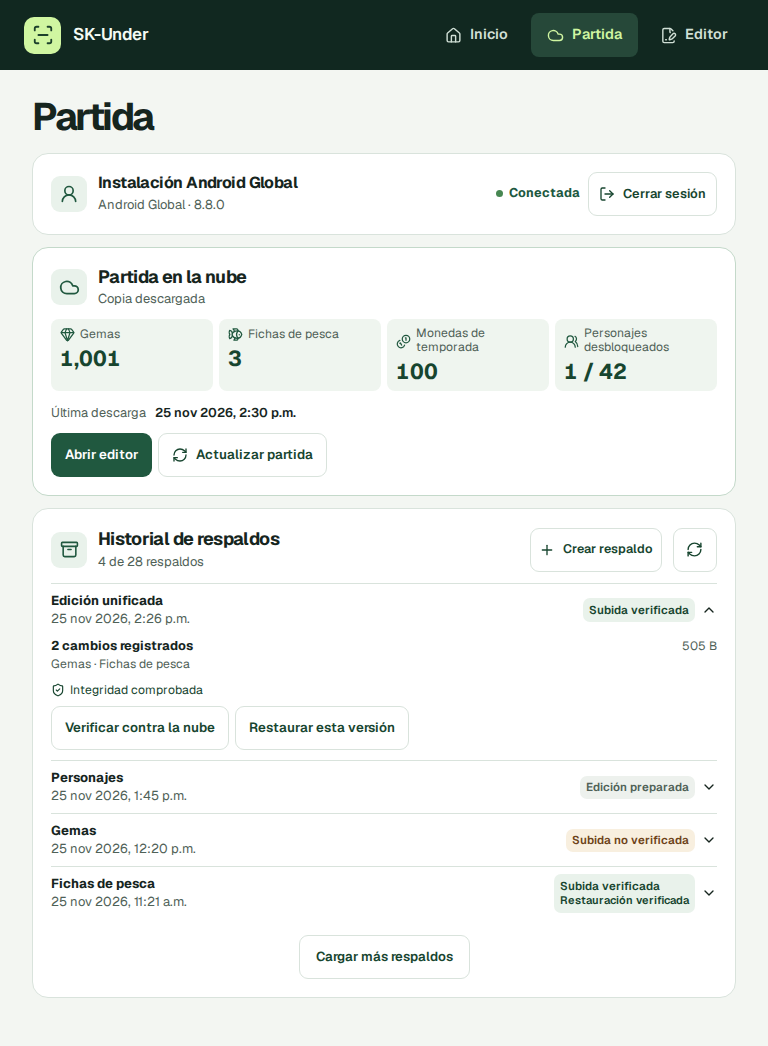 SK-Under
Inicio
Partida
Editor
Partida
Instalación Android Global
Android Global · 8.8.0
Conectada
Cerrar sesión
Partida en la nube
Copia descargada
Gemas
1,001
Fichas de pesca
3
Monedas de
temporada
100
Personajes
desbloqueados
1 / 42
Última descarga 25 nov 2026, 2:30 p.m.
Abrir editor
Actualizar partida
Historial de respaldos
4 de 28 respaldos
Crear respaldo
Edición unificada
25 nov 2026, 2:26 p.m.
Subida verificada
2 cambios registrados
505 B
Gemas · Fichas de pesca
Integridad comprobada
Verificar contra la nube
Restaurar esta versión
Personajes
25 nov 2026, 1:45 p.m.
Edición preparada
Gemas
25 nov 2026, 12:20 p.m.
Subida no verificada
Fichas de pesca
25 nov 2026, 11:21 a.m.
Subida verificada
Restauración verificada
Cargar más respaldos